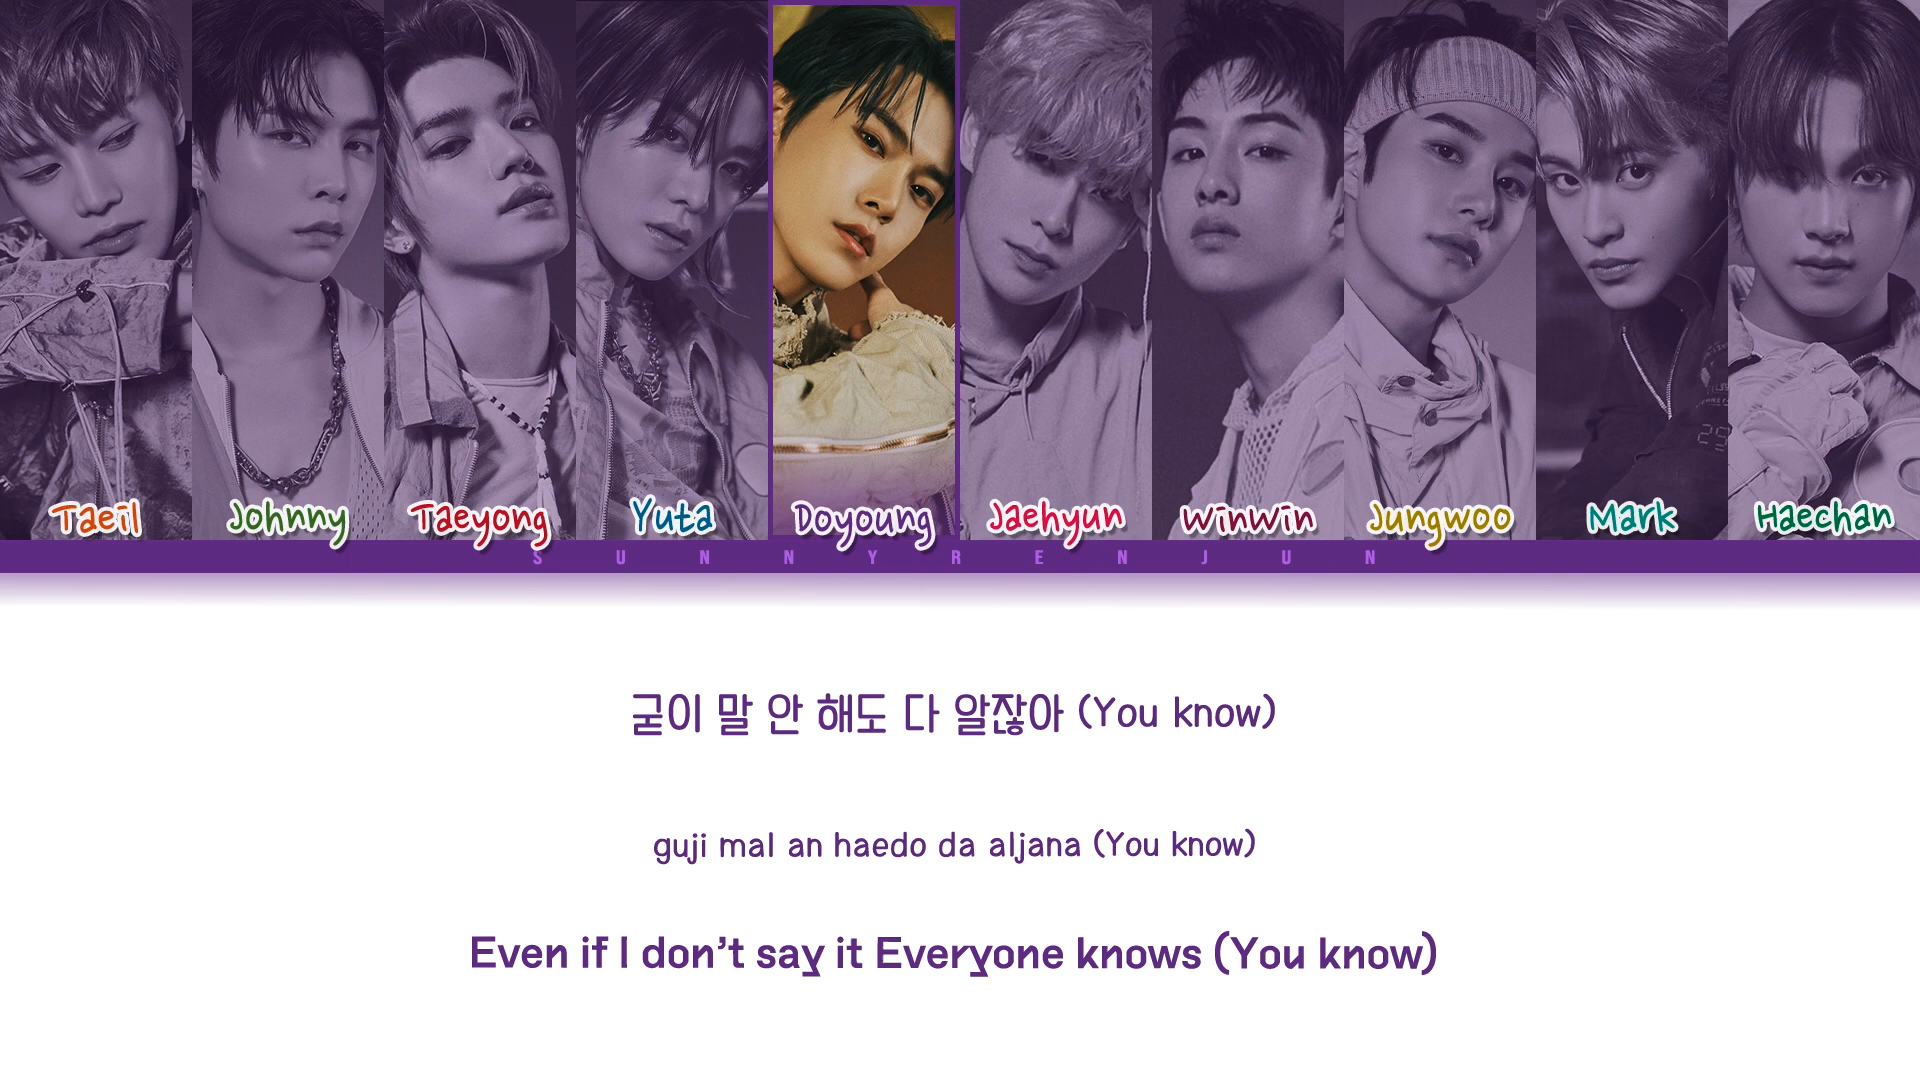 Taeil Johnny Taeyong Yuta Doyoung Jaehyun WinWin Jungwoo Mark Haechan
SUNNYRENJUN
굳이 말 안 해도 다 알잖아 (You know)
guji mal an haedo da aljana (You know)
Even if I don’t say it Everyone knows (You know)